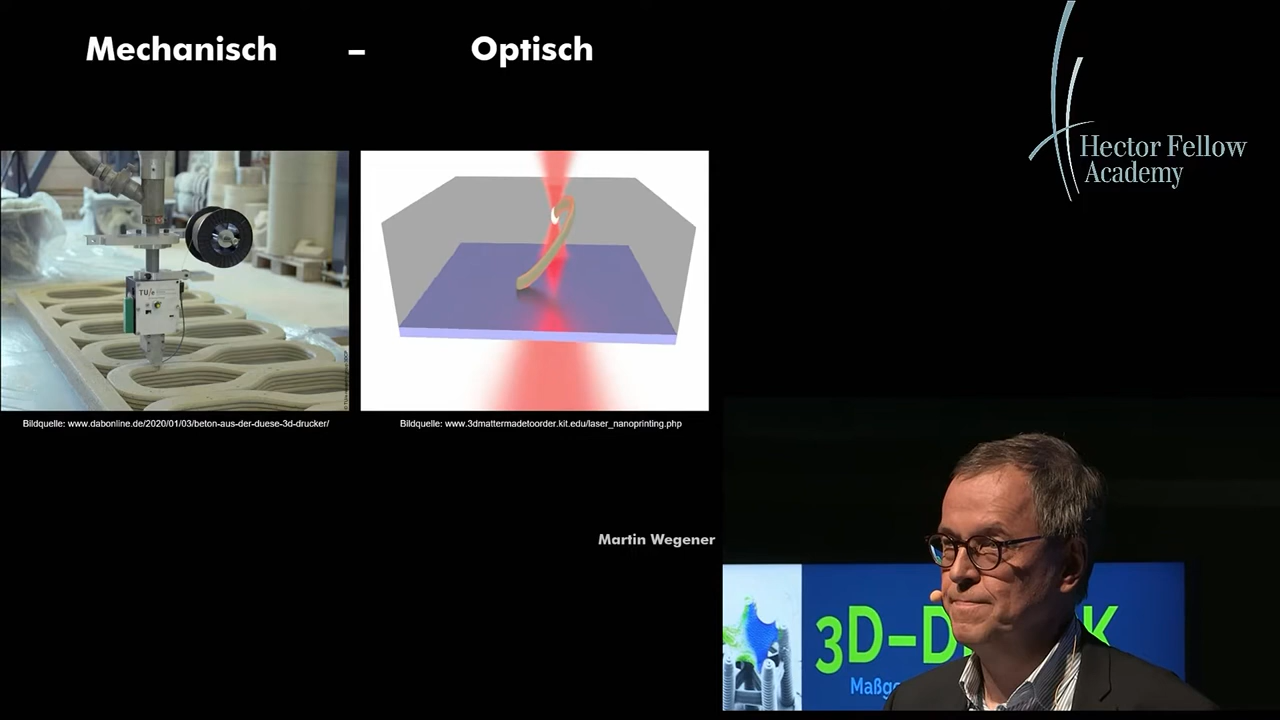 Mechanisch – Optisch
Hector Fellow
Academy
TU/e
Bildquelle: www.dabonline.de/2020/01/03/beton-aus-der-duese-3d-drucker/
Bildquelle: www.3dmattermadetoorder.kit.edu/laser_nanoprinting.php
Martin Wegener
3D-D K
Maßge